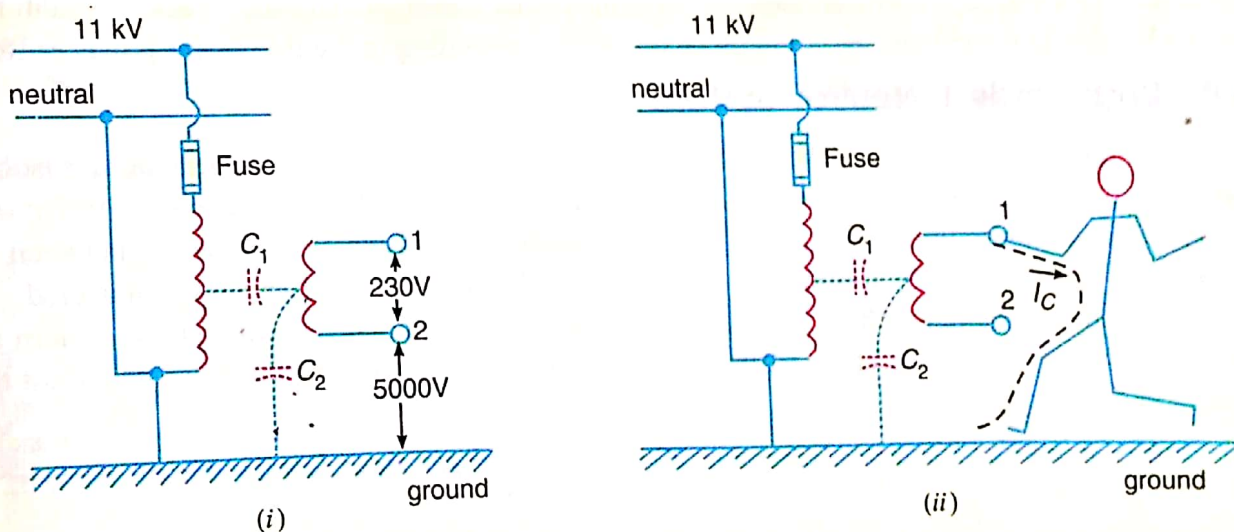 11 kV
neutral
Fuse
C₁
1
230V
2
C₂
5000V
ground
(i)
11 kV
neutral
Fuse
1
C₁
I_C
2
C₂
ground
(ii)